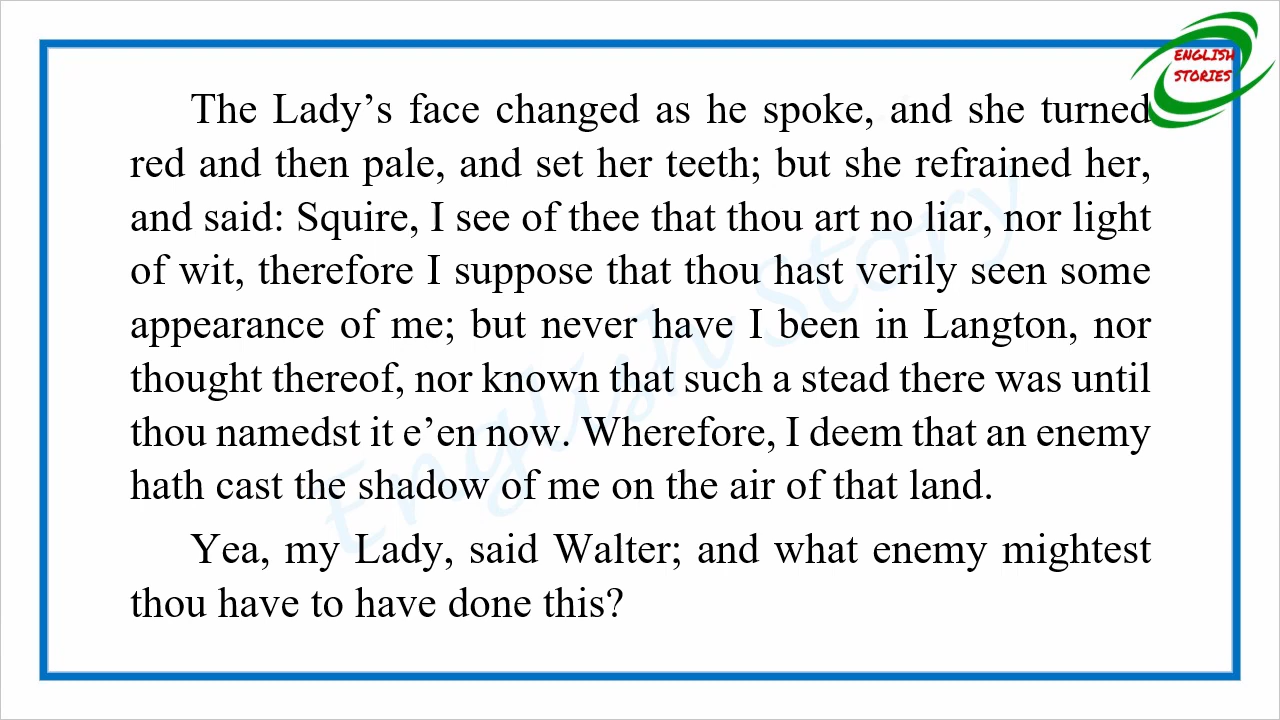 ENGLISH
STORIES
The Lady’s face changed as he spoke, and she turned
red and then pale, and set her teeth; but she refrained her,
and said: Squire, I see of thee that thou art no liar, nor light
of wit, therefore I suppose that thou hast verily seen some
appearance of me; but never have I been in Langton, nor
thought thereof, nor known that such a stead there was until
thou namedst it e’en now. Wherefore, I deem that an enemy
hath cast the shadow of me on the air of that land.
Yea, my Lady, said Walter; and what enemy mightest
thou have to have done this?
English Story